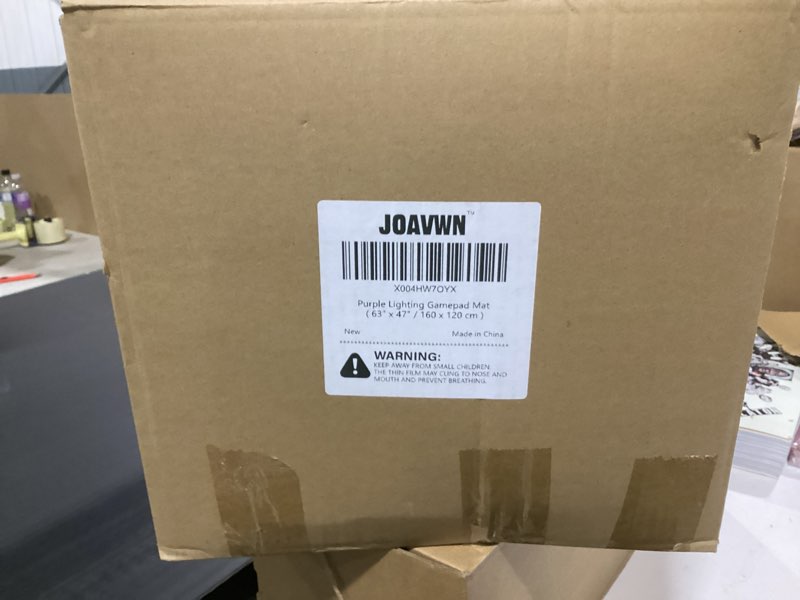 JOAVWN™
X004HW7OYX
Purple Lighting Gamepad Mat
( 63" x 47" / 160 x 120 cm )
New Made in China
WARNING:
KEEP AWAY FROM SMALL CHILDREN.
THE THIN FILM MAY CLING TO NOSE AND
MOUTH AND PREVENT BREATHING.